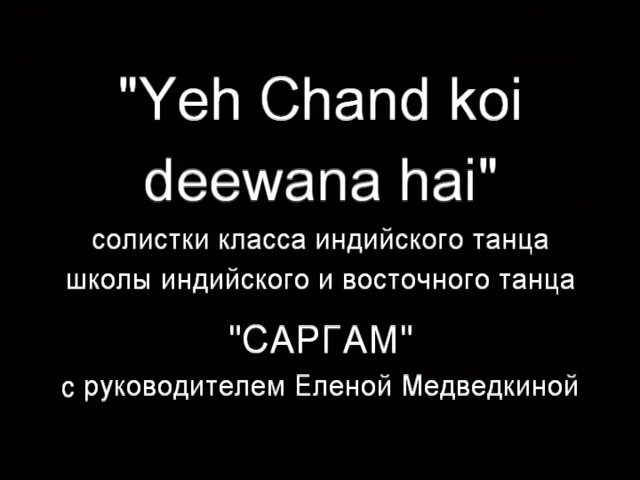 "Yeh Chand koi
deewana hai"
солистки класса индийского танца
школы индийского и восточного танца
"САРГАМ"
с руководителем Еленой Медведкиной